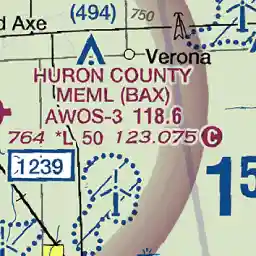 (494)
750
d Axe
Verona
HURON COUNTY
MEML (BAX)
AWOS-3 118.6
764 *L 50 123.075 C
1239
15